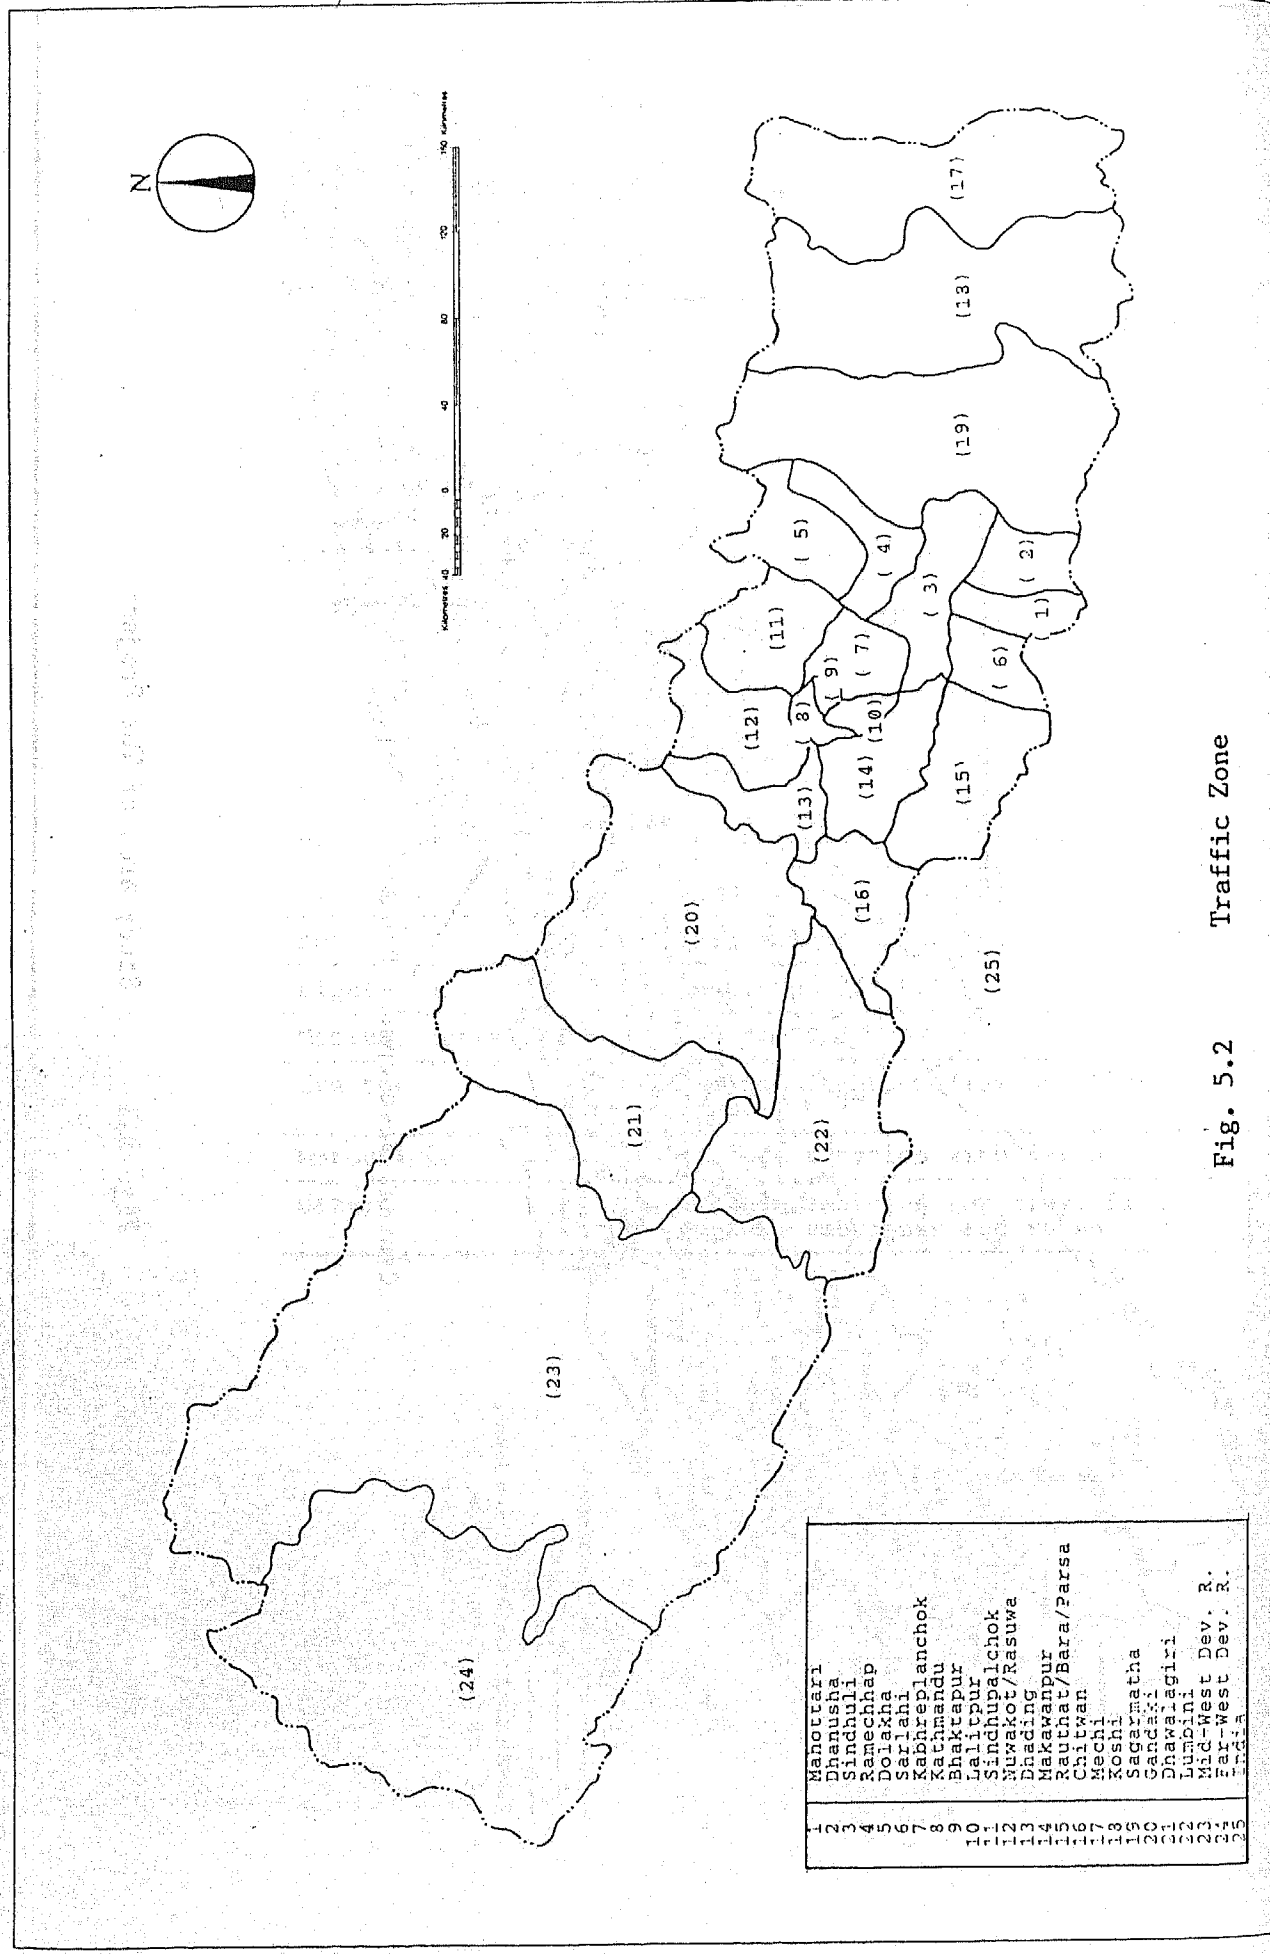 N
Kilometres 40 20 0 40 80 120 160 Kilometres
(24)
(23)
(21)
(20)
(22)
(12)
(11)
( 5)
(13)
( 8)
( 9)
( 7)
( 4)
(16)
(14)
(10)
( 3)
(19)
(18)
(17)
(15)
( 6)
( 1)
( 2)
(25)
1 Mahottari
2 Dhanusha
3 Sindhuli
4 Ramechhap
5 Dolakha
6 Sarlahi
7 Kabhreplanchok
8 Kathmandu
9 Bhaktapur
10 Lalitpur
11 Sindhupalchok
12 Nuwakot/Rasuwa
13 Dhading
14 Makawanpur
15 Rauthat/Bara/Parsa
16 Chitwan
17 Mechi
18 Koshi
19 Sagarmatha
20 Gandaki
21 Dhawalagiri
22 Lumbini
23 Mid-West Dev. R.
24 Far-West Dev. R.
25 India
Fig. 5.2 Traffic Zone